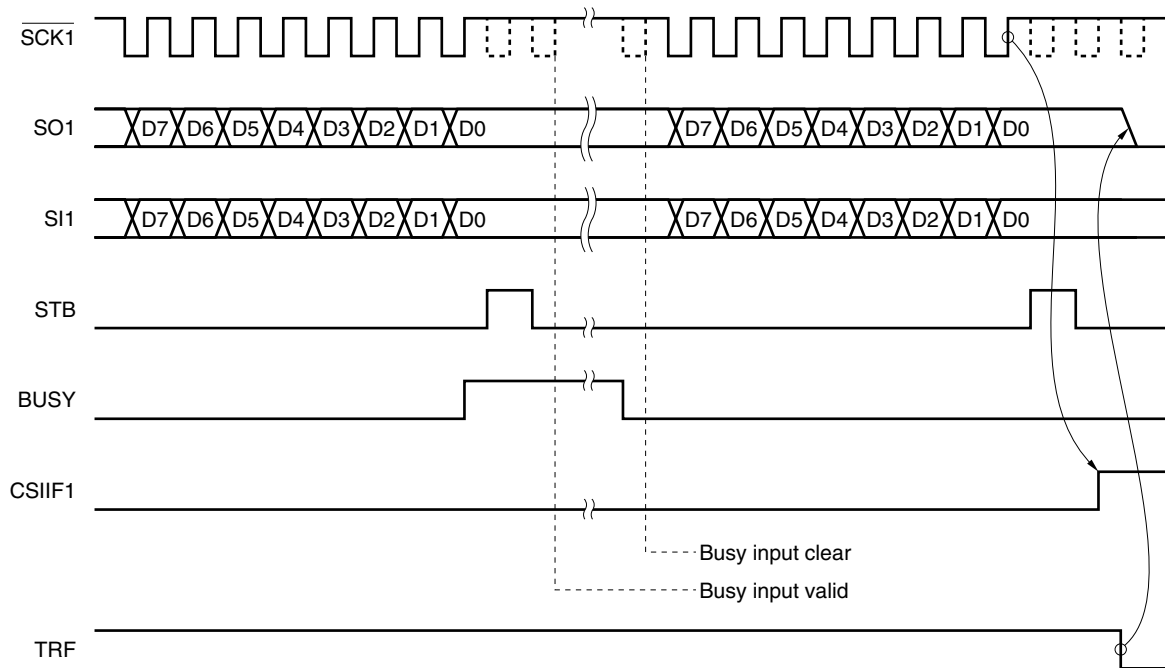 SCK1
SO1 D7 D6 D5 D4 D3 D2 D1 D0 D7 D6 D5 D4 D3 D2 D1 D0
SI1 D7 D6 D5 D4 D3 D2 D1 D0 D7 D6 D5 D4 D3 D2 D1 D0
STB
BUSY
CSIIF1
Busy input clear
Busy input valid
TRF